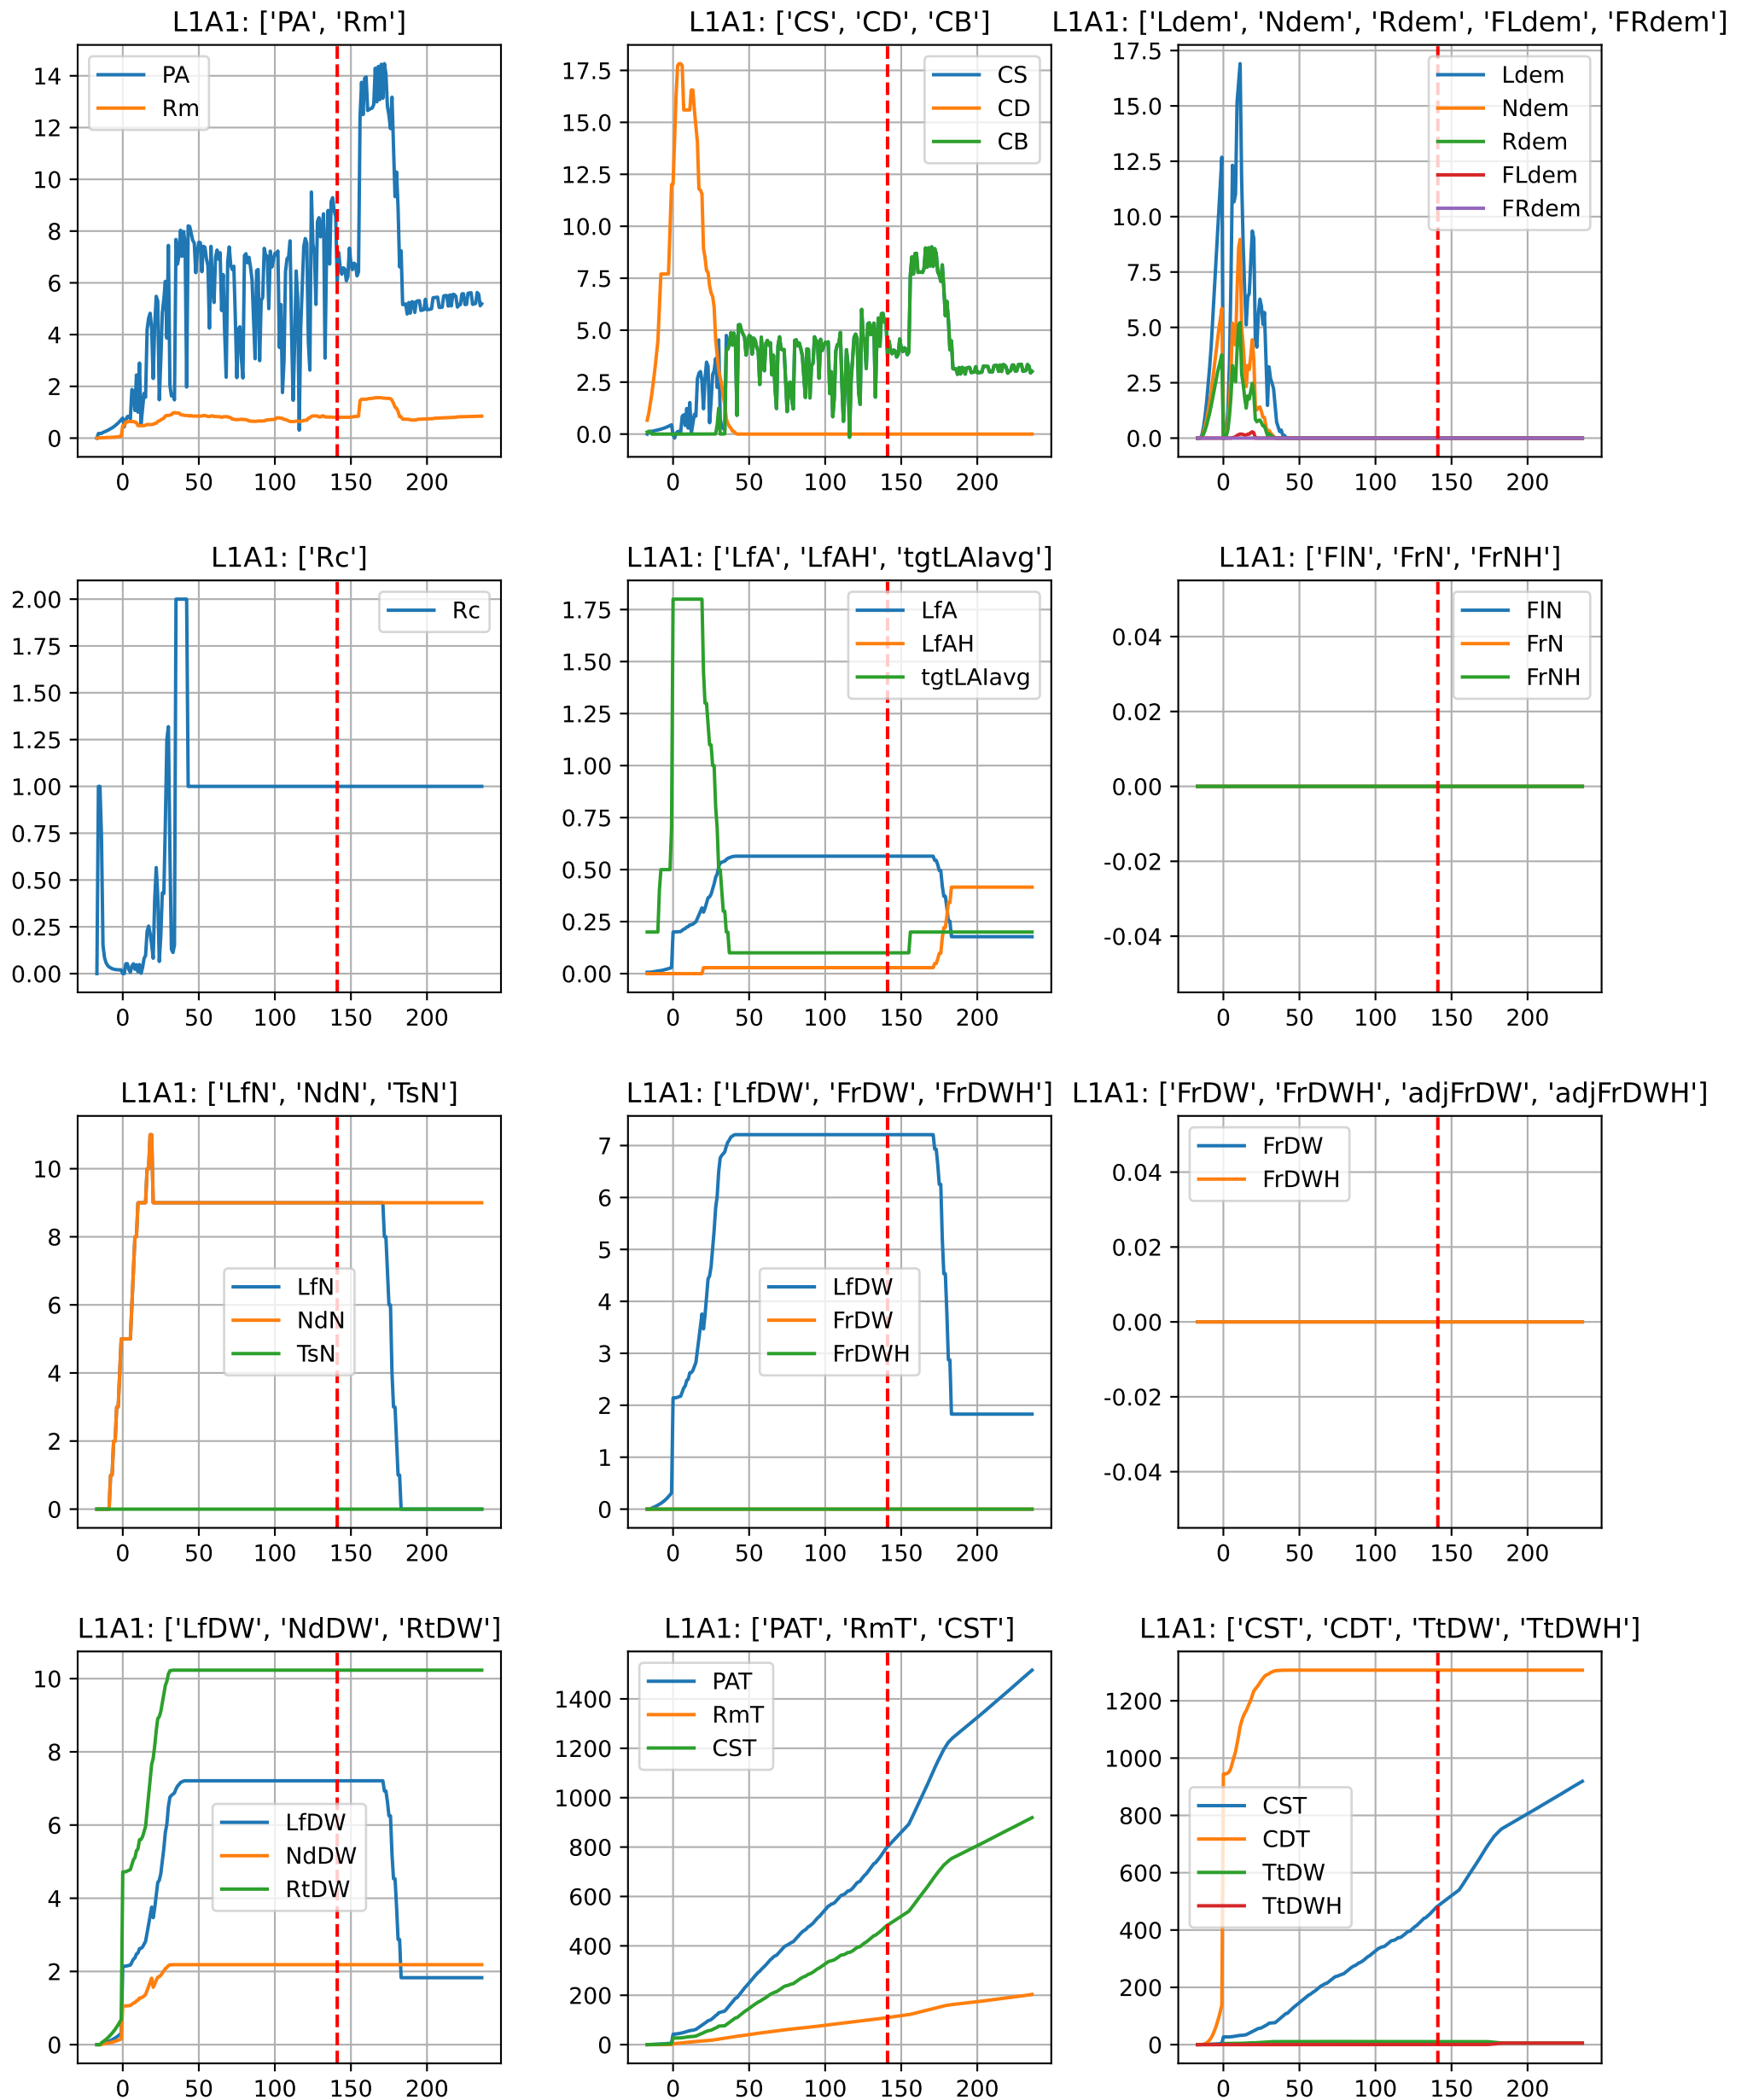 L1A1: ['PA', 'Rm']
PA
Rm
14
12
10
8
6
4
2
0
0 50 100 150 200
L1A1: ['CS', 'CD', 'CB']
CS
CD
CB
17.5
15.0
12.5
10.0
7.5
5.0
2.5
0.0
0 50 100 150 200
L1A1: ['Ldem', 'Ndem', 'Rdem', 'FLdem', 'FRdem']
Ldem
Ndem
Rdem
FLdem
FRdem
17.5
15.0
12.5
10.0
7.5
5.0
2.5
0.0
0 50 100 150 200
L1A1: ['Rc']
Rc
2.00
1.75
1.50
1.25
1.00
0.75
0.50
0.25
0.00
0 50 100 150 200
L1A1: ['LfA', 'LfAH', 'tgtLAIavg']
LfA
LfAH
tgtLAIavg
1.75
1.50
1.25
1.00
0.75
0.50
0.25
0.00
0 50 100 150 200
L1A1: ['FlN', 'FrN', 'FrNH']
FlN
FrN
FrNH
0.04
0.02
0.00
-0.02
-0.04
0 50 100 150 200
L1A1: ['LfN', 'NdN', 'TsN']
LfN
NdN
TsN
10
8
6
4
2
0
0 50 100 150 200
L1A1: ['LfDW', 'FrDW', 'FrDWH']
LfDW
FrDW
FrDWH
7
6
5
4
3
2
1
0
0 50 100 150 200
L1A1: ['FrDW', 'FrDWH', 'adjFrDW', 'adjFrDWH']
FrDW
FrDWH
0.04
0.02
0.00
-0.02
-0.04
0 50 100 150 200
L1A1: ['LfDW', 'NdDW', 'RtDW']
LfDW
NdDW
RtDW
10
8
6
4
2
0
0 50 100 150 200
L1A1: ['PAT', 'RmT', 'CST']
PAT
RmT
CST
1400
1200
1000
800
600
400
200
0
0 50 100 150 200
L1A1: ['CST', 'CDT', 'TtDW', 'TtDWH']
CST
CDT
TtDW
TtDWH
1200
1000
800
600
400
200
0
0 50 100 150 200